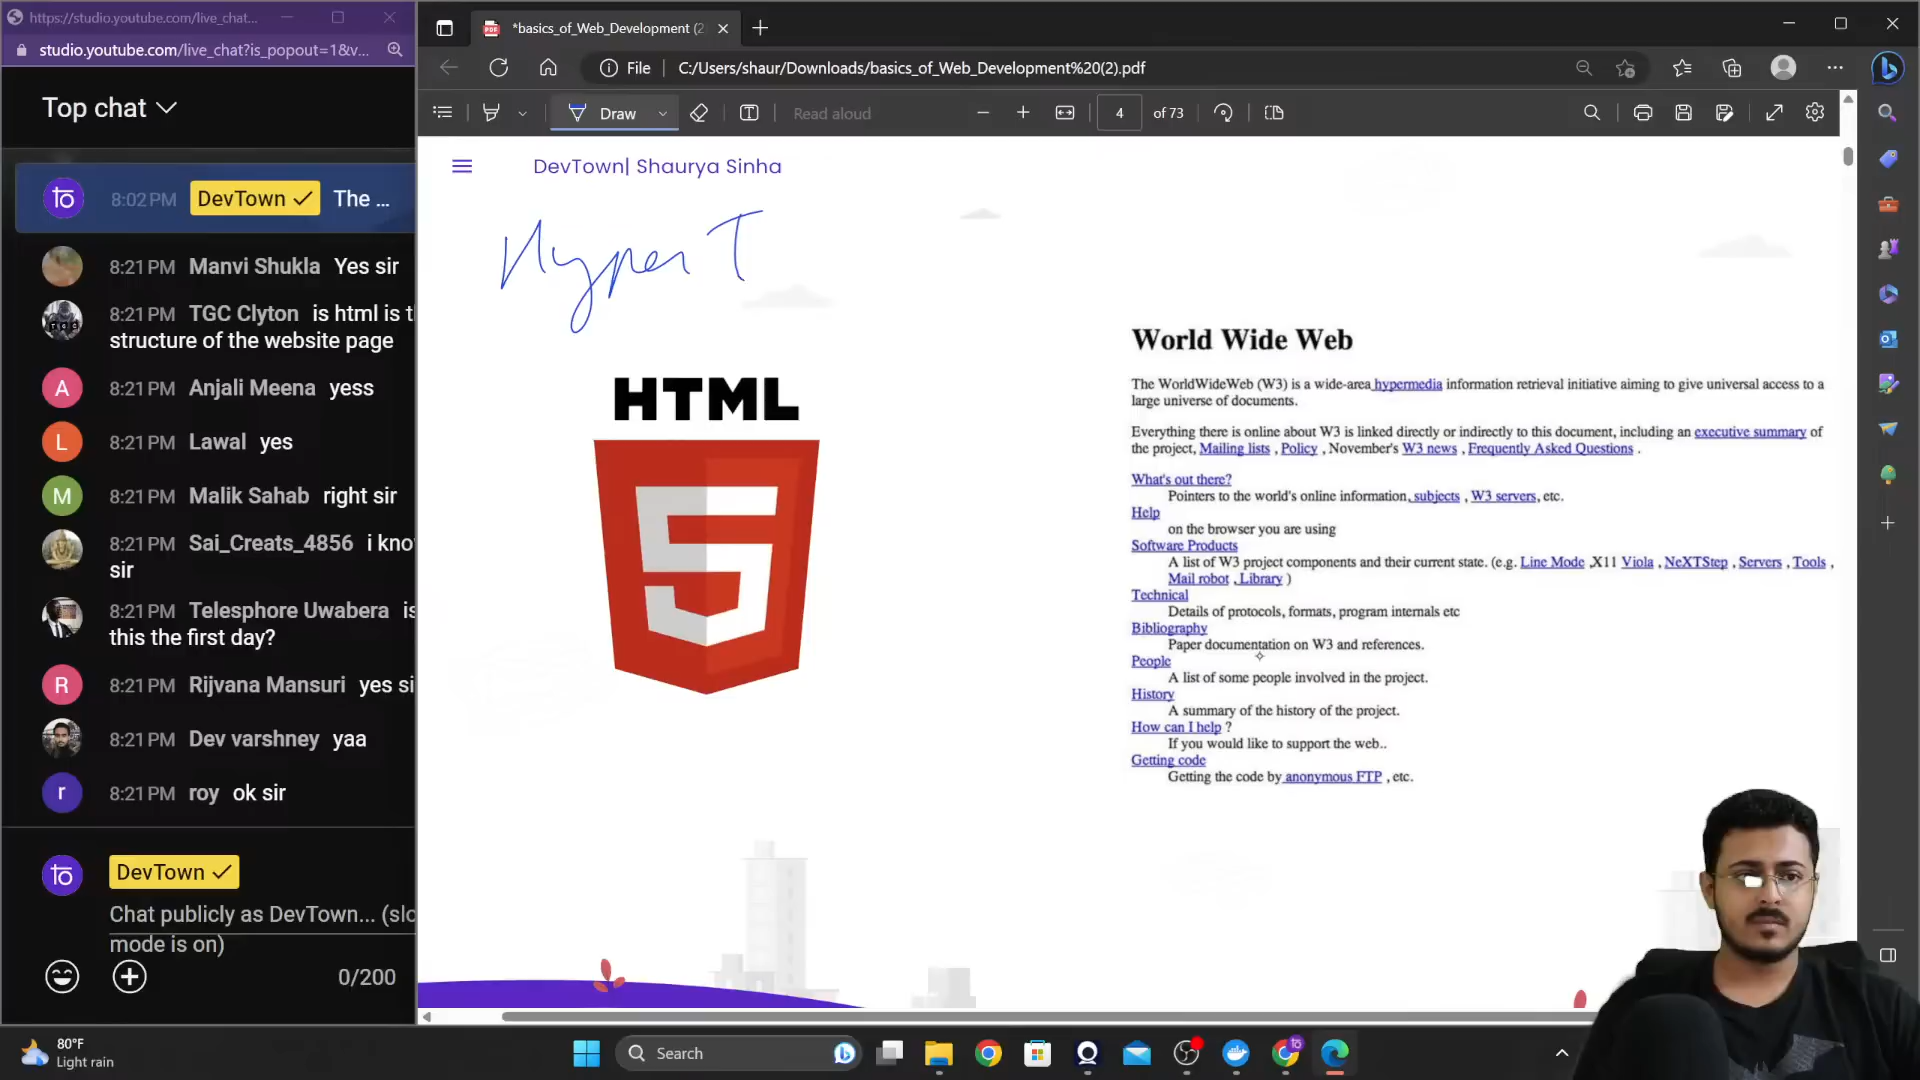 https://studio.youtube.com/live_chat...
studio.youtube.com/live_chat?is_popout=1&v...
Top chat
8:02 PM DevTown The ...
8:21 PM Manvi Shukla Yes sir
8:21 PM TGC Clyton is html is t
structure of the website page
A
8:21 PM Anjali Meena yess
L
8:21 PM Lawal yes
M
8:21 PM Malik Sahab right sir
8:21 PM Sai_Creats_4856 i kno
sir
8:21 PM Telesphore Uwabera is
this the first day?
R
8:21 PM Rijvana Mansuri yes si
8:21 PM Dev varshney yaa
r
8:21 PM roy ok sir
DevTown
Chat publicly as DevTown... (slo
mode is on)
0/200
*basics_of_Web_Development (2
File
C:/Users/shaur/Downloads/basics_of_Web_Development%20(2).pdf
Draw
Read aloud
4 of 73
DevTown| Shaurya Sinha
Hyper T
HTML
5
World Wide Web
The WorldWideWeb (W3) is a wide-area hypermedia information retrieval initiative aiming to give universal access to a
large universe of documents.
Everything there is online about W3 is linked directly or indirectly to this document, including an executive summary of
the project, Mailing lists , Policy , November's W3 news , Frequently Asked Questions .
What's out there?
Pointers to the world's online information, subjects , W3 servers, etc.
Help
on the browser you are using
Software Products
A list of W3 project components and their current state. (e.g. Line Mode ,X11 Viola , NeXTStep , Servers , Tools ,
Mail robot , Library )
Technical
Details of protocols, formats, program internals etc
Bibliography
Paper documentation on W3 and references.
People
A list of some people involved in the project.
History
A summary of the history of the project.
How can I help ?
If you would like to support the web..
Getting code
Getting the code by anonymous FTP , etc.
80°F
Light rain
Search